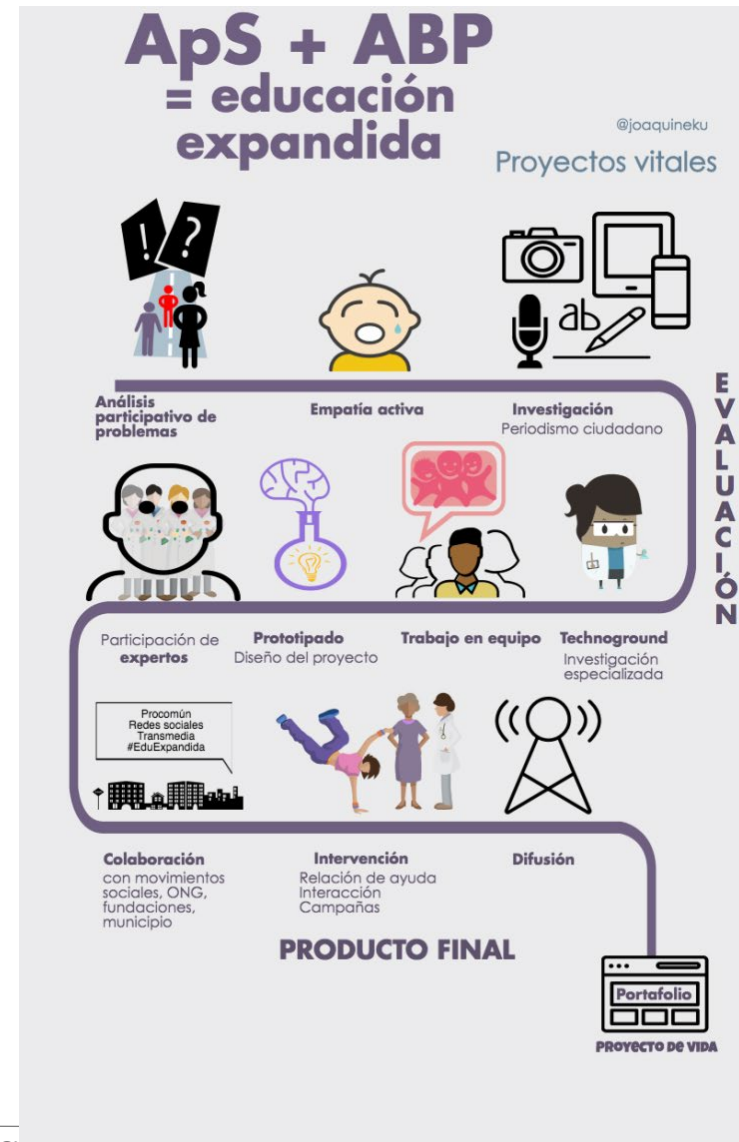 ApS + ABP
= educación
expandida
@joaquineku
Proyectos vitales
! ?
ab
Análisis
participativo de
problemas
Empatía activa
Investigación
Periodismo ciudadano
EVALUACIÓN
Participación de
expertos
Prototipado
Diseño del proyecto
Trabajo en equipo
Technoground
Investigación
especializada
Procomún
Redes sociales
Transmedia
#EduExpandida
Colaboración
con movimientos
sociales, ONG,
fundaciones,
municipio
Intervención
Relación de ayuda
Interacción
Campañas
Difusión
PRODUCTO FINAL
Portafolio
PROYECTO DE VIDA